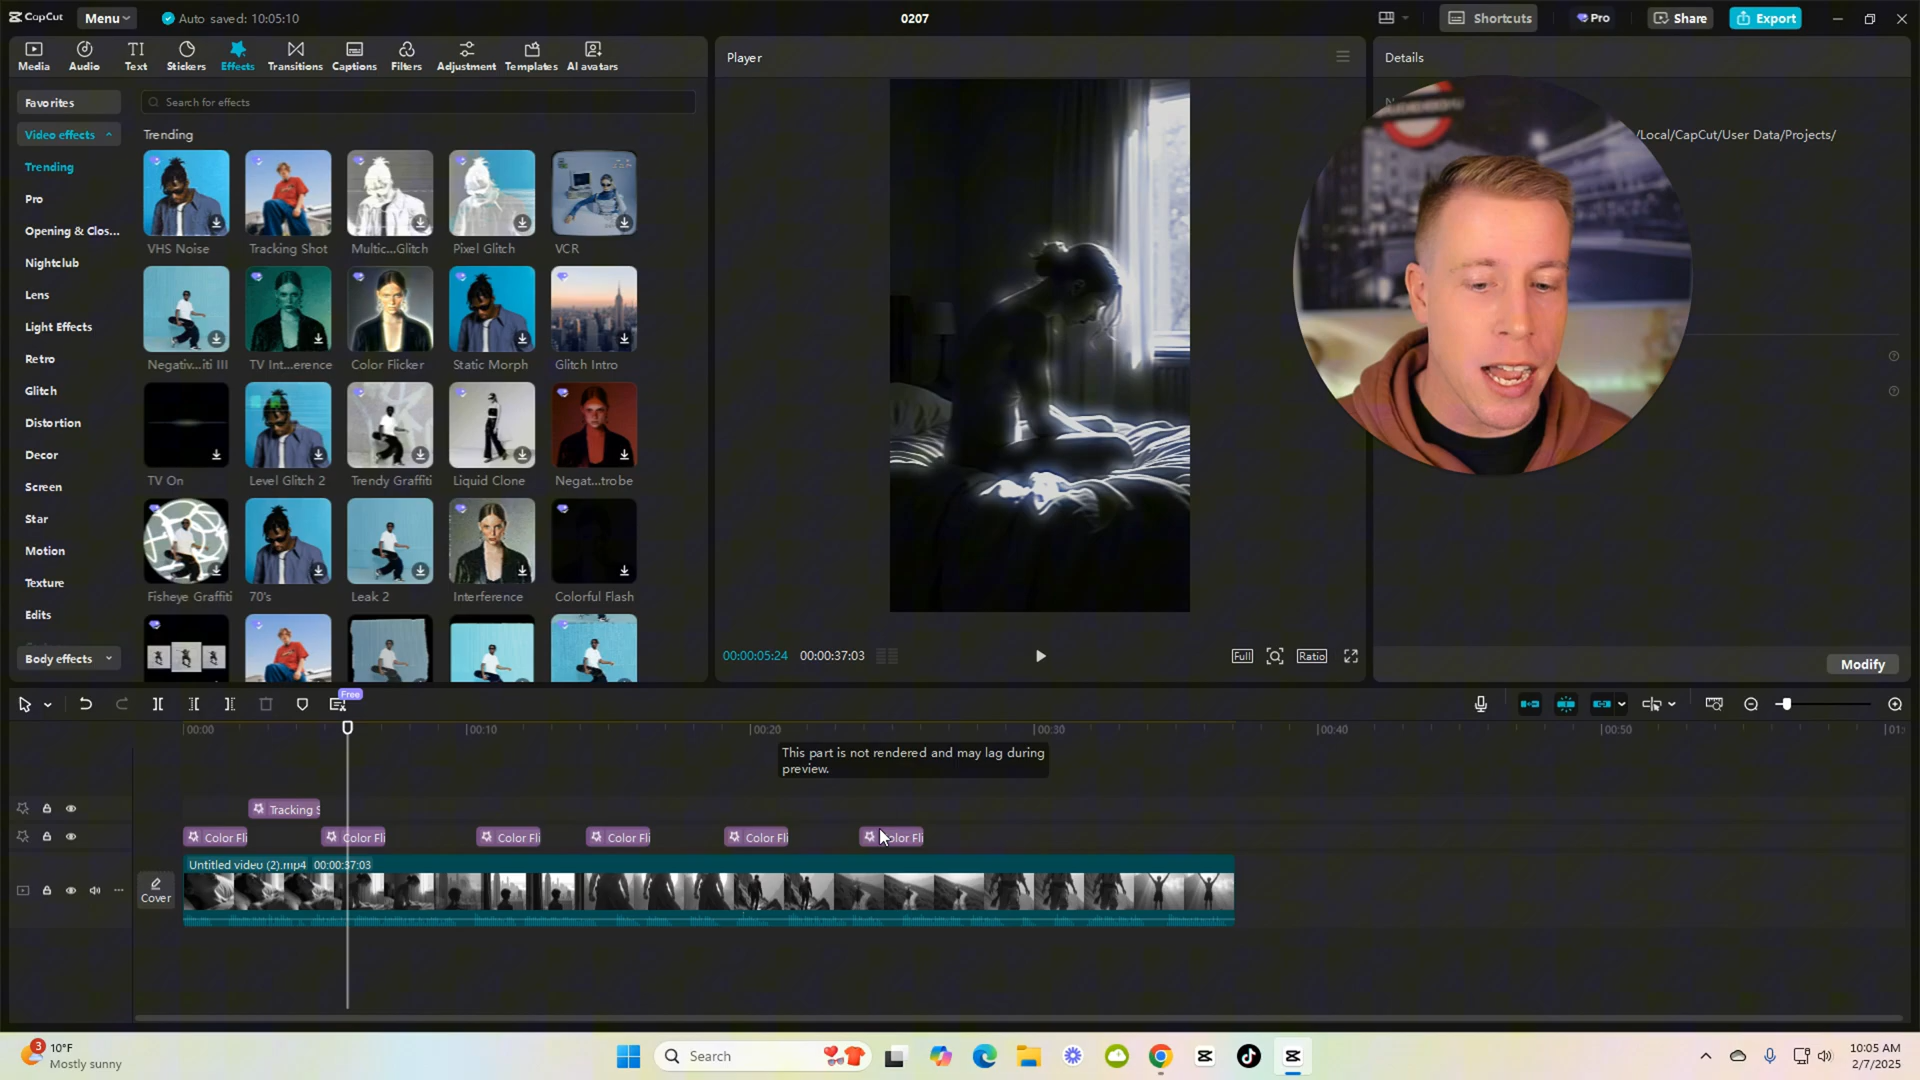 CapCut
Menu
Auto saved: 10:05:10
0207
Shortcuts
Pro
Share
Export
Media
Audio
Text
Stickers
Effects
Transitions
Captions
Filters
Adjustment
Templates
AI avatars
Player
Details
Favorites
Search for effects
Video effects
Trending
/Local/CapCut/User Data/Projects/
Trending
Pro
Opening & Clos...
Nightclub
Lens
Light Effects
Retro
Glitch
Distortion
Decor
Screen
Star
Motion
Texture
Edits
Body effects
VHS Noise
Tracking Shot
Multic...Glitch
Pixel Glitch
VCR
Negativ...iti III
TV Int...erence
Color Flicker
Static Morph
Glitch Intro
TV On
Level Glitch 2
Trendy Graffiti
Liquid Clone
Negat...trobe
Fisheye Graffiti
70's
Leak 2
Interference
Colorful Flash
00:00:05:24
00:00:37:03
Full
Ratio
Modify
Free
00:00
00:10
00:20
00:30
00:40
00:50
This part is not rendered and may lag during
preview.
Tracking S
Color Fli
Color Fli
Color Fli
Color Fli
Color Fli
olor Fli
Untitled video (2).mp4 00:00:37:03
Cover
3
10°F
Mostly sunny
Search
10:05 AM
2/7/2025